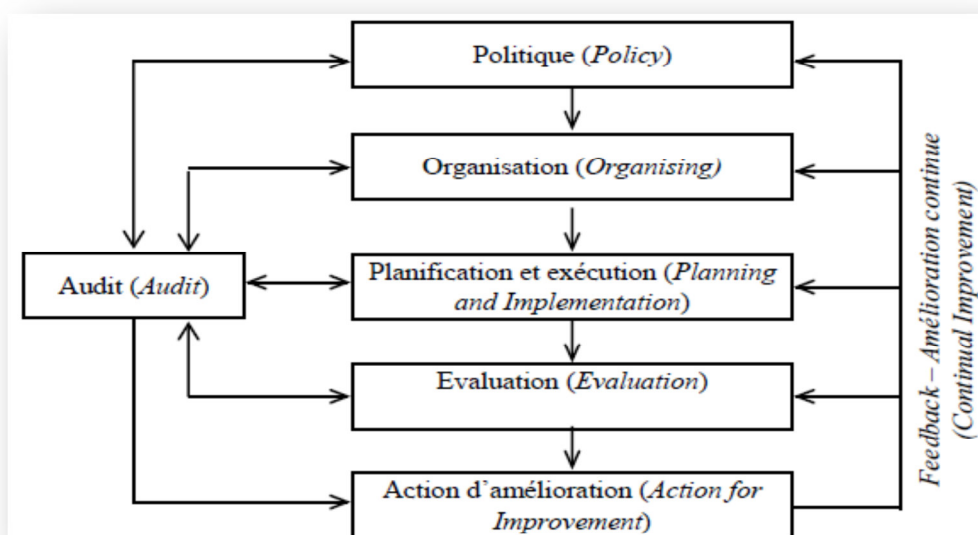 Politique (Policy)
Organisation (Organising)
Audit (Audit)
Planification et exécution (Planning
and Implementation)
Evaluation (Evaluation)
Action d’amélioration (Action for
Improvement)
Feedback – Amélioration continue
(Continual Improvement)